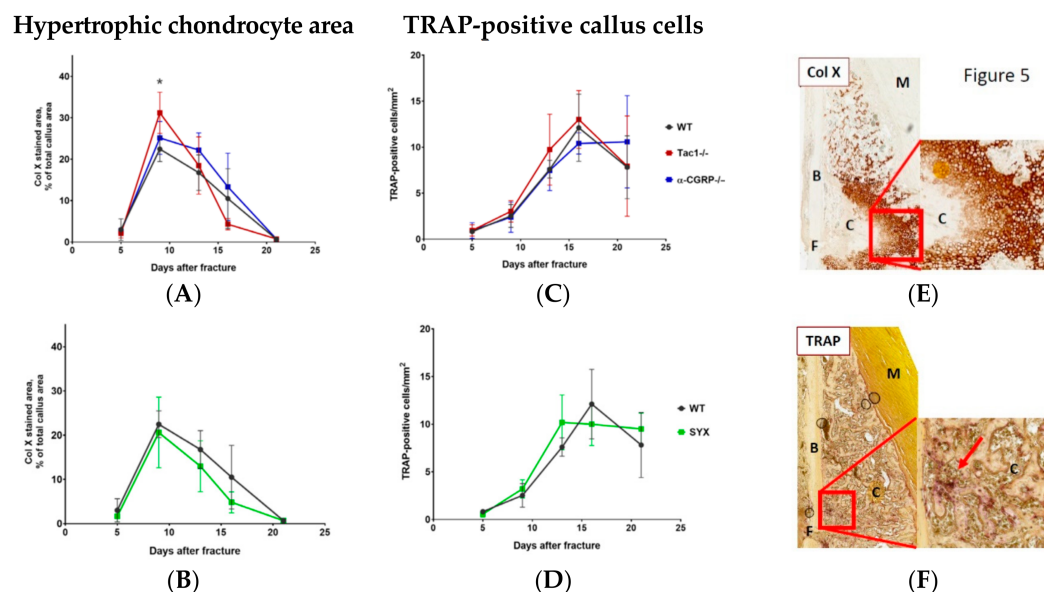 Hypertrophic chondrocyte area
TRAP-positive callus cells
40
30
20
10
0
0 5 10 15 20 25
*
Col X stained area,
% of total callus area
Days after fracture
(A)
20
15
10
5
0
0 5 10 15 20 25
TRAP-positive cells/mm2
Days after fracture
WT
Tac1-/-
α-CGRP-/-
(C)
Col X
Figure 5
M
B
C
C
F
(E)
40
30
20
10
0
0 5 10 15 20 25
Col X stained area,
% of total callus area
Days after fracture
WT
SYX
(B)
20
15
10
5
0
0 5 10 15 20 25
TRAP-positive cells/mm2
Days after fracture
WT
SYX
(D)
TRAP
M
B
C
C
F
(F)